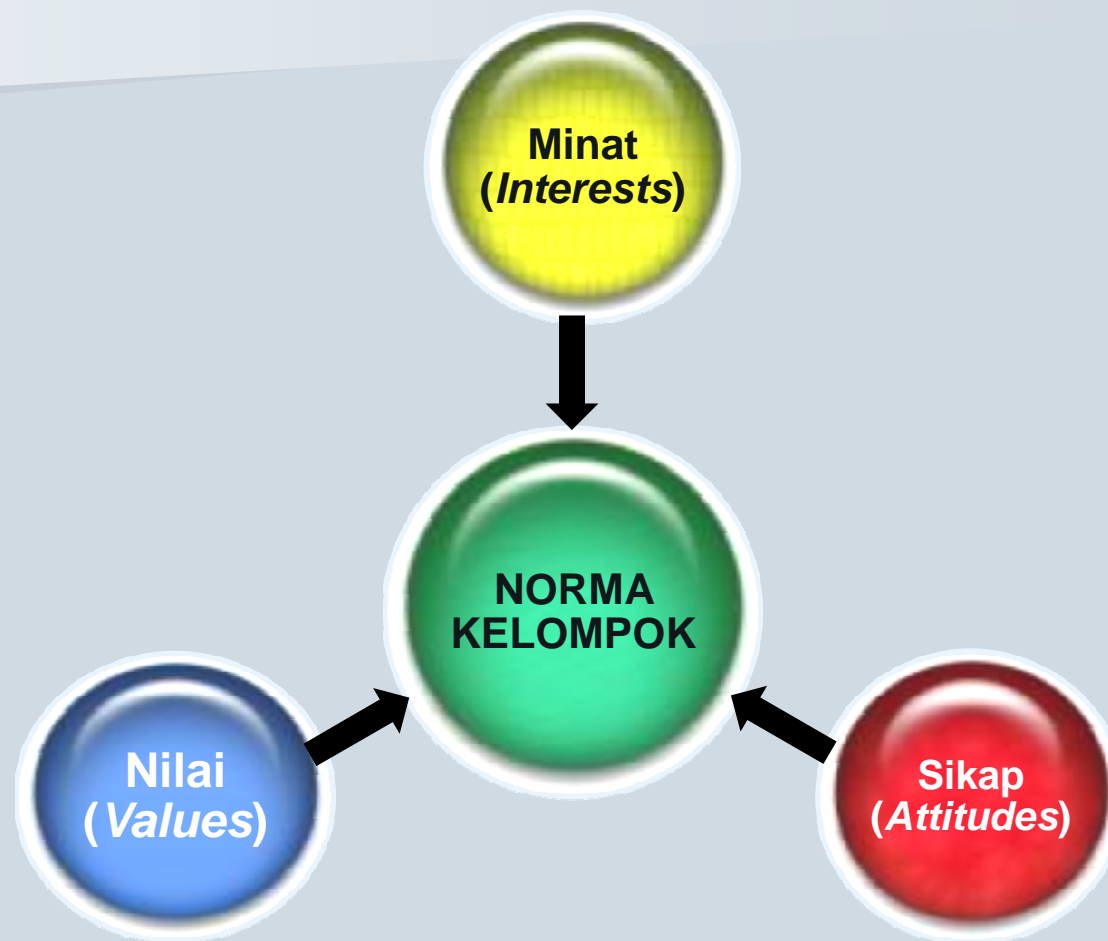 Minat
(Interests)
NORMA
KELOMPOK
Nilai
(Values)
Sikap
(Attitudes)